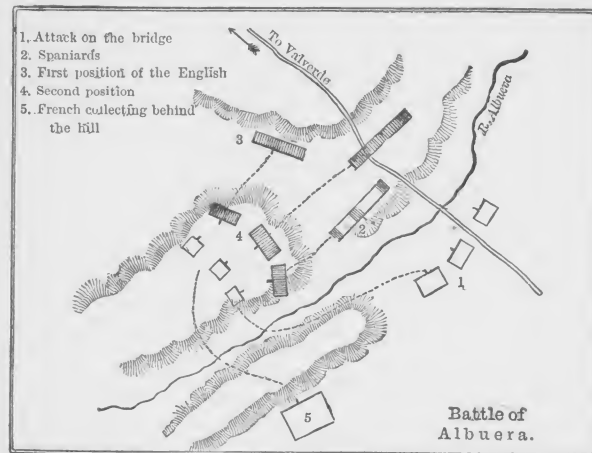 1. Attack on the bridge
2. Spaniards
3. First position of the English
4. Second position
5. French collecting behind
the hill
To Valverde
R. Albuera
3
2
4
1
5
Battle of
Albuera.